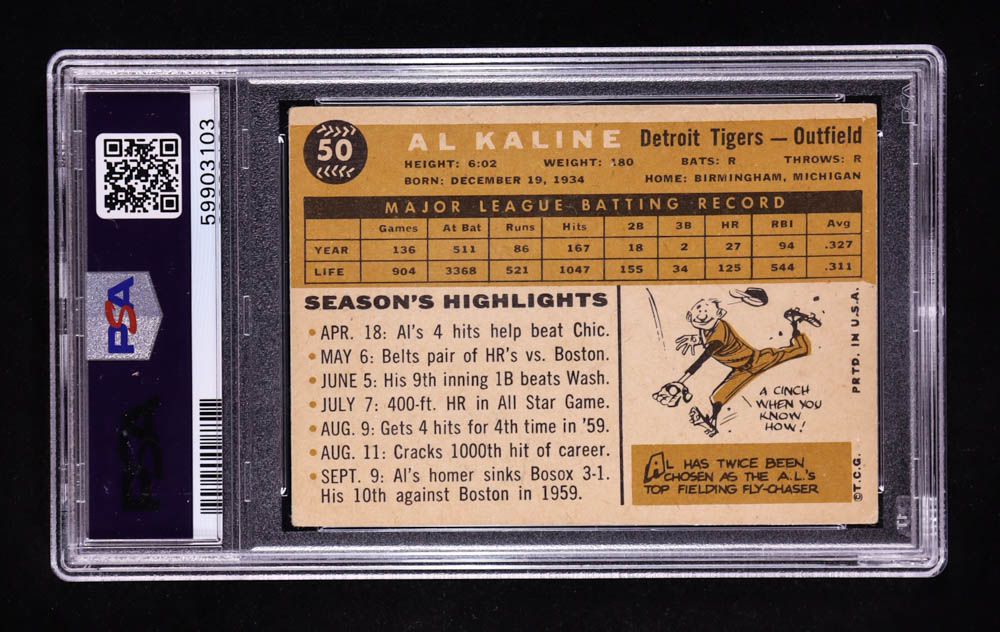 59903103
PSA
PSA
50
AL KALINE Detroit Tigers — Outfield
HEIGHT: 6:02 WEIGHT: 180 BATS: R THROWS: R
BORN: DECEMBER 19, 1934 HOME: BIRMINGHAM, MICHIGAN
MAJOR LEAGUE BATTING RECORD
Games At Bat Runs Hits 2B 3B HR RBI Avg
YEAR 136 511 86 167 18 2 27 94 .327
LIFE 904 3368 521 1047 155 34 125 544 .311
SEASON'S HIGHLIGHTS
• APR. 18: Al's 4 hits help beat Chic.
• MAY 6: Belts pair of HR's vs. Boston.
• JUNE 5: His 9th inning 1B beats Wash.
• JULY 7: 400-ft. HR in All Star Game.
• AUG. 9: Gets 4 hits for 4th time in '59.
• AUG. 11: Cracks 1000th hit of career.
• SEPT. 9: Al's homer sinks Bosox 3-1.
His 10th against Boston in 1959.
A CINCH
WHEN YOU
KNOW
HOW!
AL HAS TWICE BEEN
CHOSEN AS THE A.L.'S
TOP FIELDING FLY-CHASER
©T.C.G. PRTD. IN U.S.A.